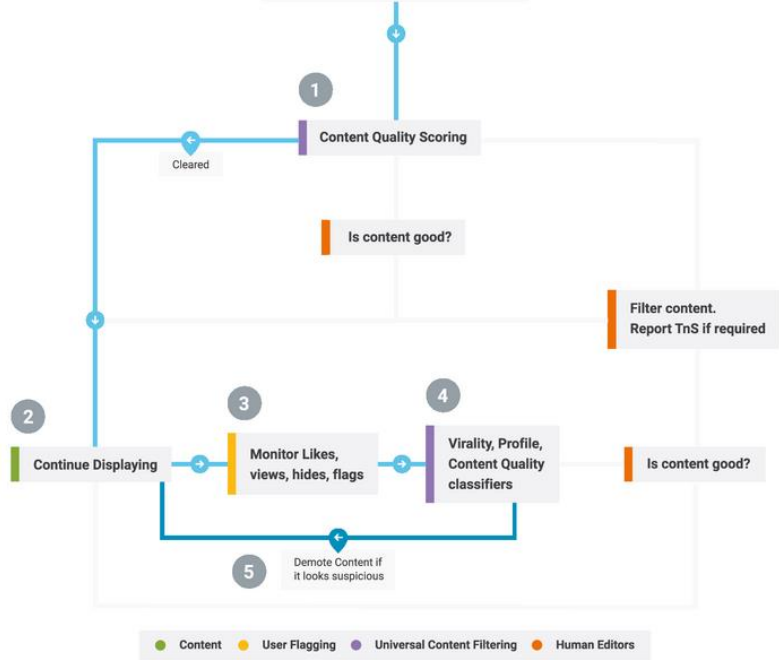 1
Content Quality Scoring
Cleared
Is content good?
Filter content.
Report TnS if required
2
3
4
Continue Displaying
Monitor Likes,
views, hides, flags
Virality, Profile,
Content Quality
classifiers
Is content good?
5
Demote Content if
it looks suspicious
Content
User Flagging
Universal Content Filtering
Human Editors